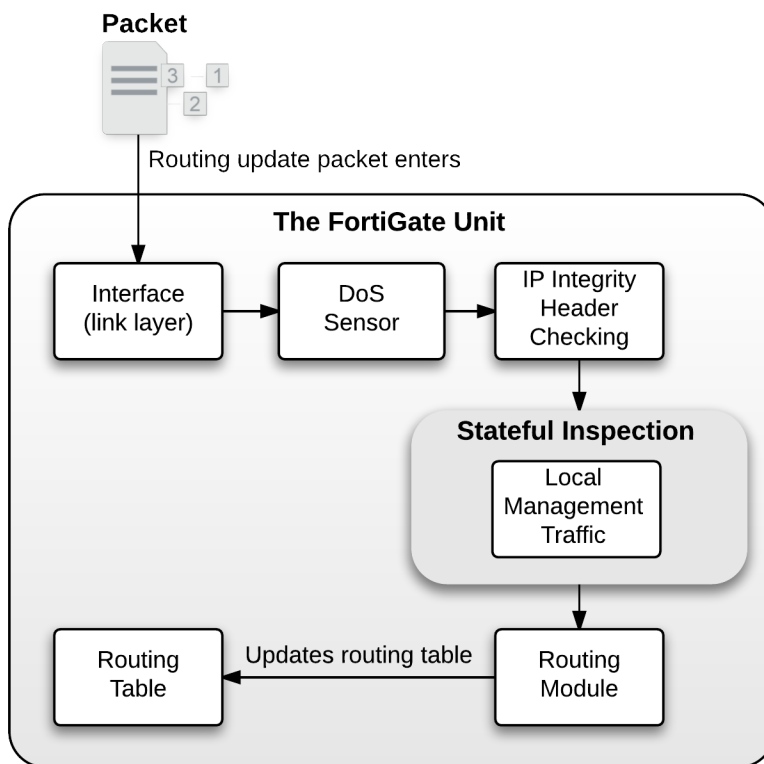 Packet
3
1
2
Routing update packet enters
The FortiGate Unit
Interface
(link layer)
DoS
Sensor
IP Integrity
Header
Checking
Stateful Inspection
Local
Management
Traffic
Routing
Table
Updates routing table
Routing
Module